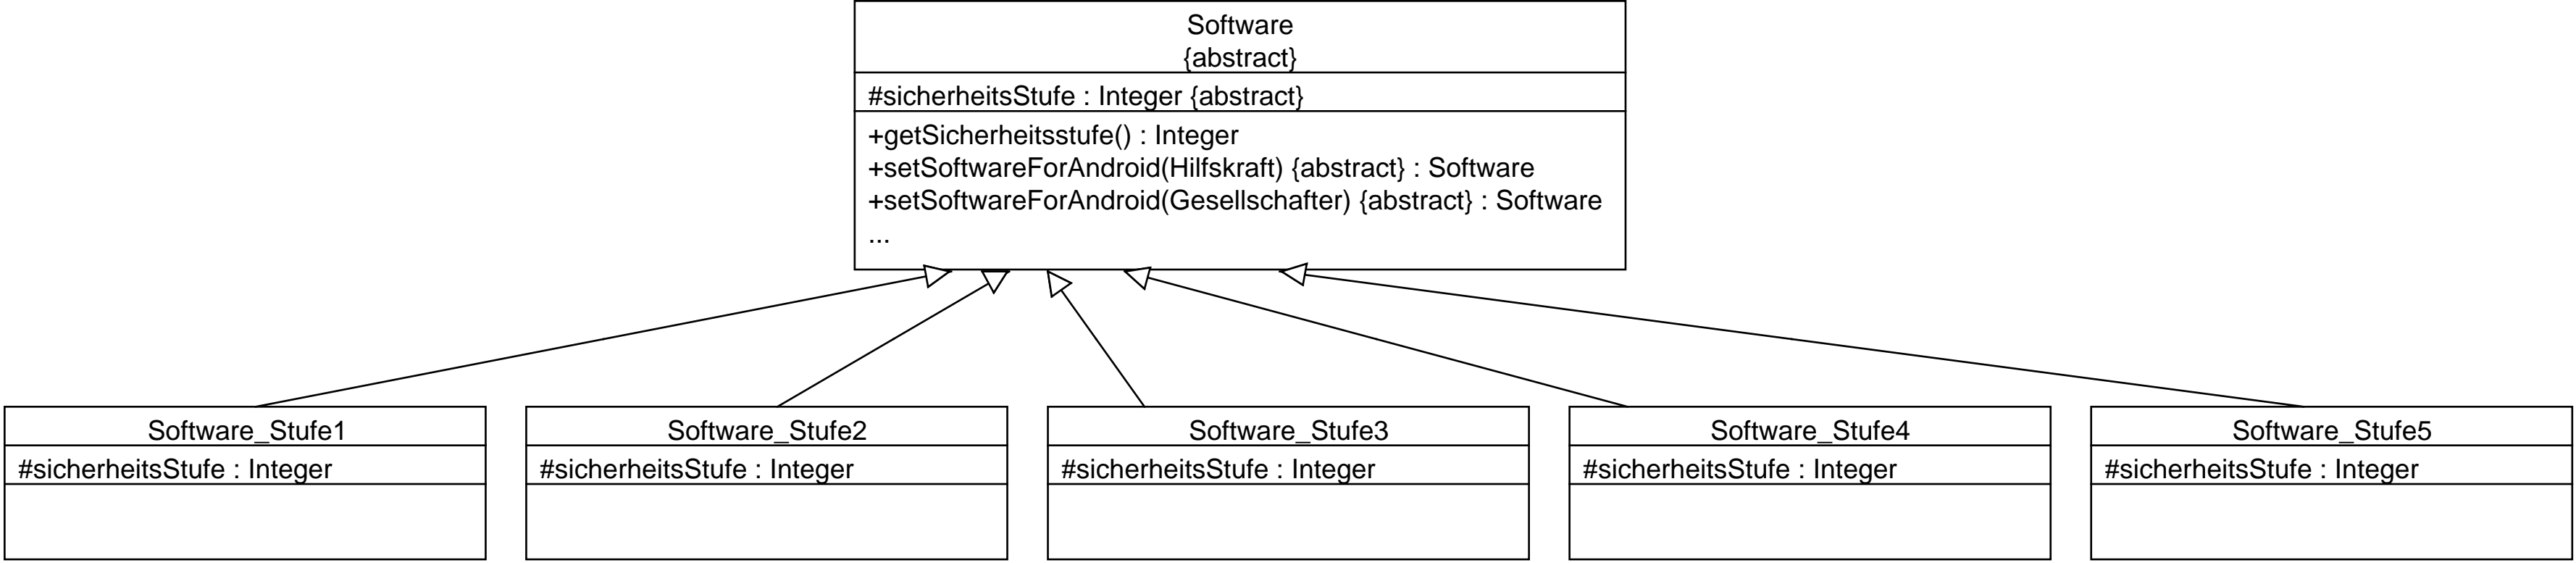 Software
{abstract}
#sicherheitsStufe : Integer {abstract}
+getSicherheitsstufe() : Integer
+setSoftwareForAndroid(Hilfskraft) {abstract} : Software
+setSoftwareForAndroid(Gesellschafter) {abstract} : Software
...
Software_Stufe1
#sicherheitsStufe : Integer
Software_Stufe2
#sicherheitsStufe : Integer
Software_Stufe3
#sicherheitsStufe : Integer
Software_Stufe4
#sicherheitsStufe : Integer
Software_Stufe5
#sicherheitsStufe : Integer